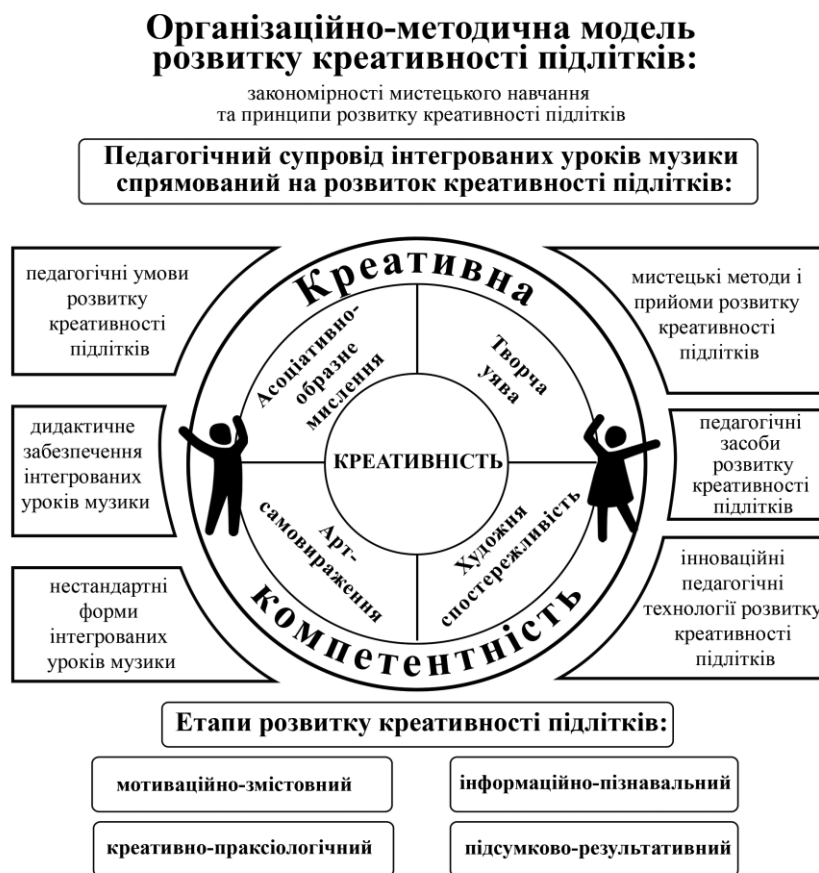 Організаційно-методична модель
розвитку креативності підлітків:
закономірності мистецького навчання
та принципи розвитку креативності підлітків
Педагогічний супровід інтегрованих уроків музики
спрямований на розвиток креативності підлітків:
педагогічні умови
розвитку
креативності
підлітків
дидактичне
забезпечення
інтегрованих
уроків музики
нестандартні
форми
інтегрованих
уроків музики
Креативна
Асоціативно-
образне
мислення
Творча
уява
КРЕАТИВНІСТЬ
Арт-
самовираження
Художня
спостережливість
компетентність
мистецькі методи і
прийоми розвитку
креативності
підлітків
педагогічні
засоби
розвитку
креативності
підлітків
інноваційні
педагогічні
технології розвитку
креативності
підлітків
Етапи розвитку креативності підлітків:
мотиваційно-змістовний
інформаційно-пізнавальний
креативно-праксіологічний
підсумково-результативний